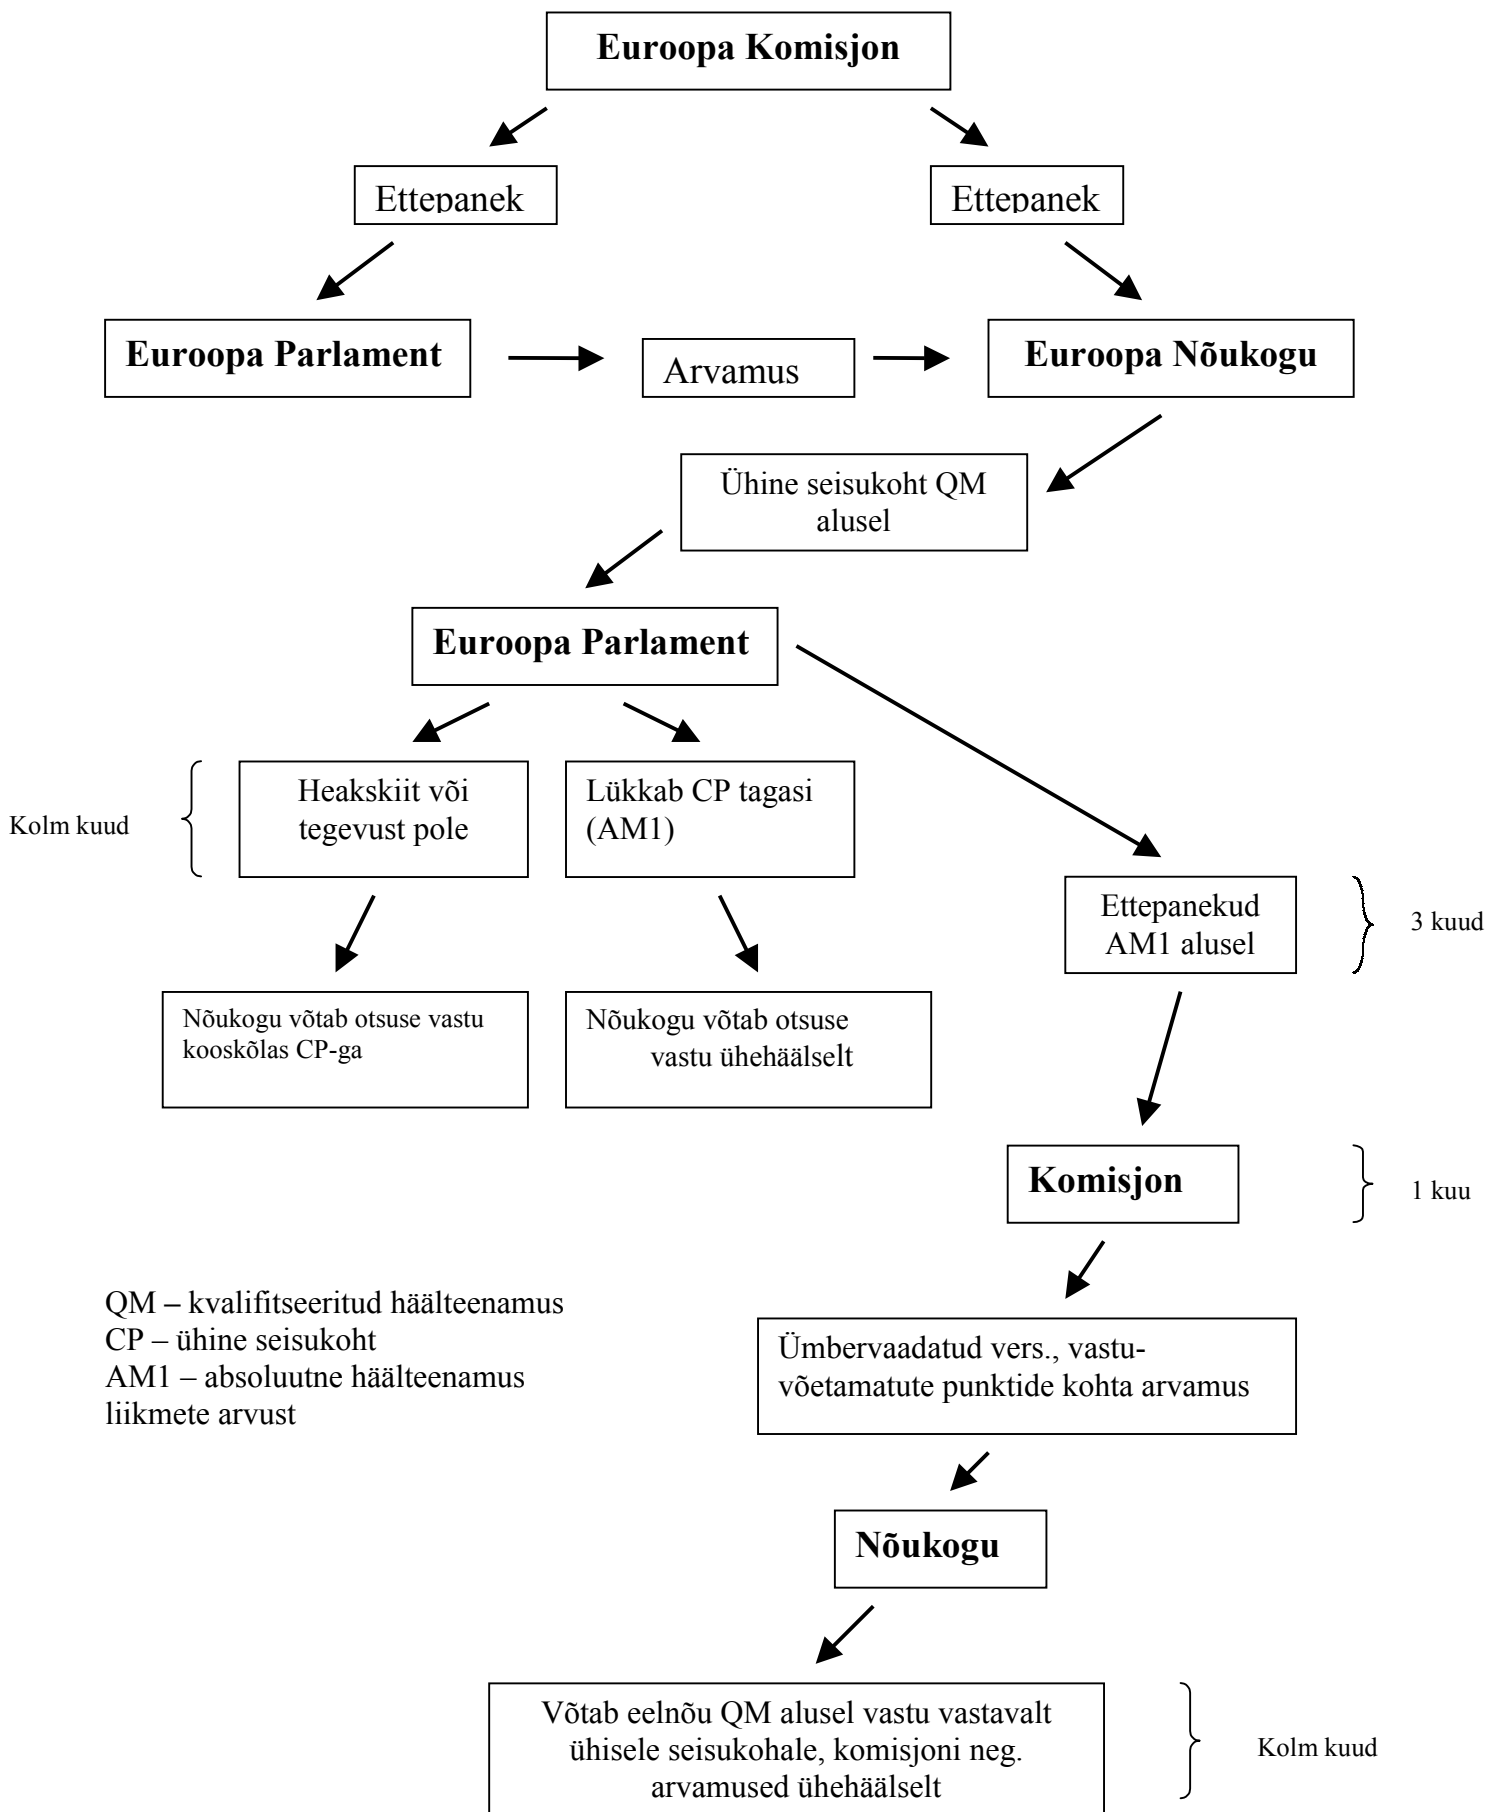 Euroopa Komisjon
Ettepanek
Ettepanek
Euroopa Parlament
Arvamus
Euroopa Nõukogu
Ühine seisukoht QM
alusel
Euroopa Parlament
Kolm kuud
Heakskiit või
tegevust pole
Lükkab CP tagasi
(AM1)
Ettepanekud
AM1 alusel
3 kuud
Nõukogu võtab otsuse vastu
kooskõlas CP-ga
Nõukogu võtab otsuse
vastu ühehäälselt
Komisjon
1 kuu
QM – kvalifitseeritud häälteenamus
CP – ühine seisukoht
AM1 – absoluutne häälteenamus
liikmete arvust
Ümbervaadatud vers., vastu-
võetamatute punktide kohta arvamus
Nõukogu
Võtab eelnõu QM alusel vastu vastavalt
ühisele seisukohale, komisjoni neg.
arvamused ühehäälselt
Kolm kuud